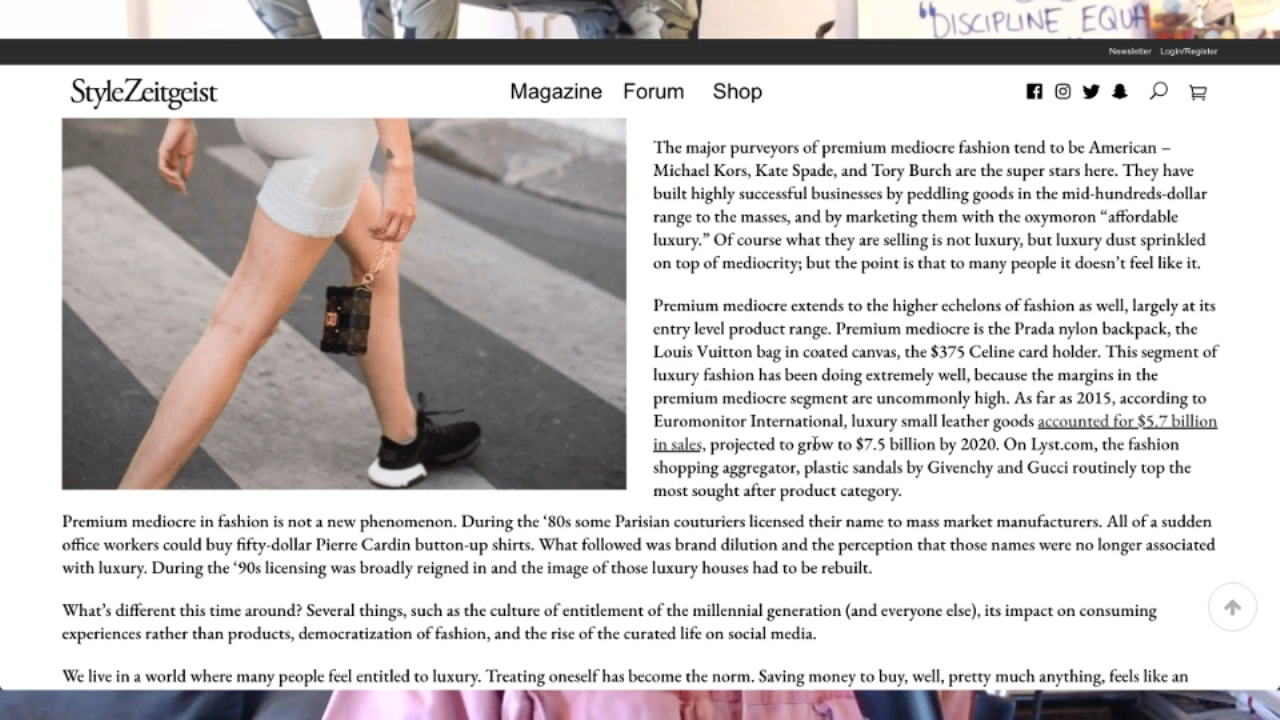 “DISCIPLINE EQUA
Newsletter Login/Register
StyleZeitgeist
Magazine Forum Shop
The major purveyors of premium mediocre fashion tend to be American –
Michael Kors, Kate Spade, and Tory Burch are the super stars here. They have
built highly successful businesses by peddling goods in the mid-hundreds-dollar
range to the masses, and by marketing them with the oxymoron “affordable
luxury.” Of course what they are selling is not luxury, but luxury dust sprinkled
on top of mediocrity; but the point is that to many people it doesn’t feel like it.
Premium mediocre extends to the higher echelons of fashion as well, largely at its
entry level product range. Premium mediocre is the Prada nylon backpack, the
Louis Vuitton bag in coated canvas, the $375 Celine card holder. This segment of
luxury fashion has been doing extremely well, because the margins in the
premium mediocre segment are uncommonly high. As far as 2015, according to
Euromonitor International, luxury small leather goods accounted for $5.7 billion
in sales, projected to grow to $7.5 billion by 2020. On Lyst.com, the fashion
shopping aggregator, plastic sandals by Givenchy and Gucci routinely top the
most sought after product category.
Premium mediocre in fashion is not a new phenomenon. During the ‘80s some Parisian couturiers licensed their name to mass market manufacturers. All of a sudden
office workers could buy fifty-dollar Pierre Cardin button-up shirts. What followed was brand dilution and the perception that those names were no longer associated
with luxury. During the ‘90s licensing was broadly reigned in and the image of those luxury houses had to be rebuilt.
What’s different this time around? Several things, such as the culture of entitlement of the millennial generation (and everyone else), its impact on consuming
experiences rather than products, democratization of fashion, and the rise of the curated life on social media.
We live in a world where many people feel entitled to luxury. Treating oneself has become the norm. Saving money to buy, well, pretty much anything, feels like an